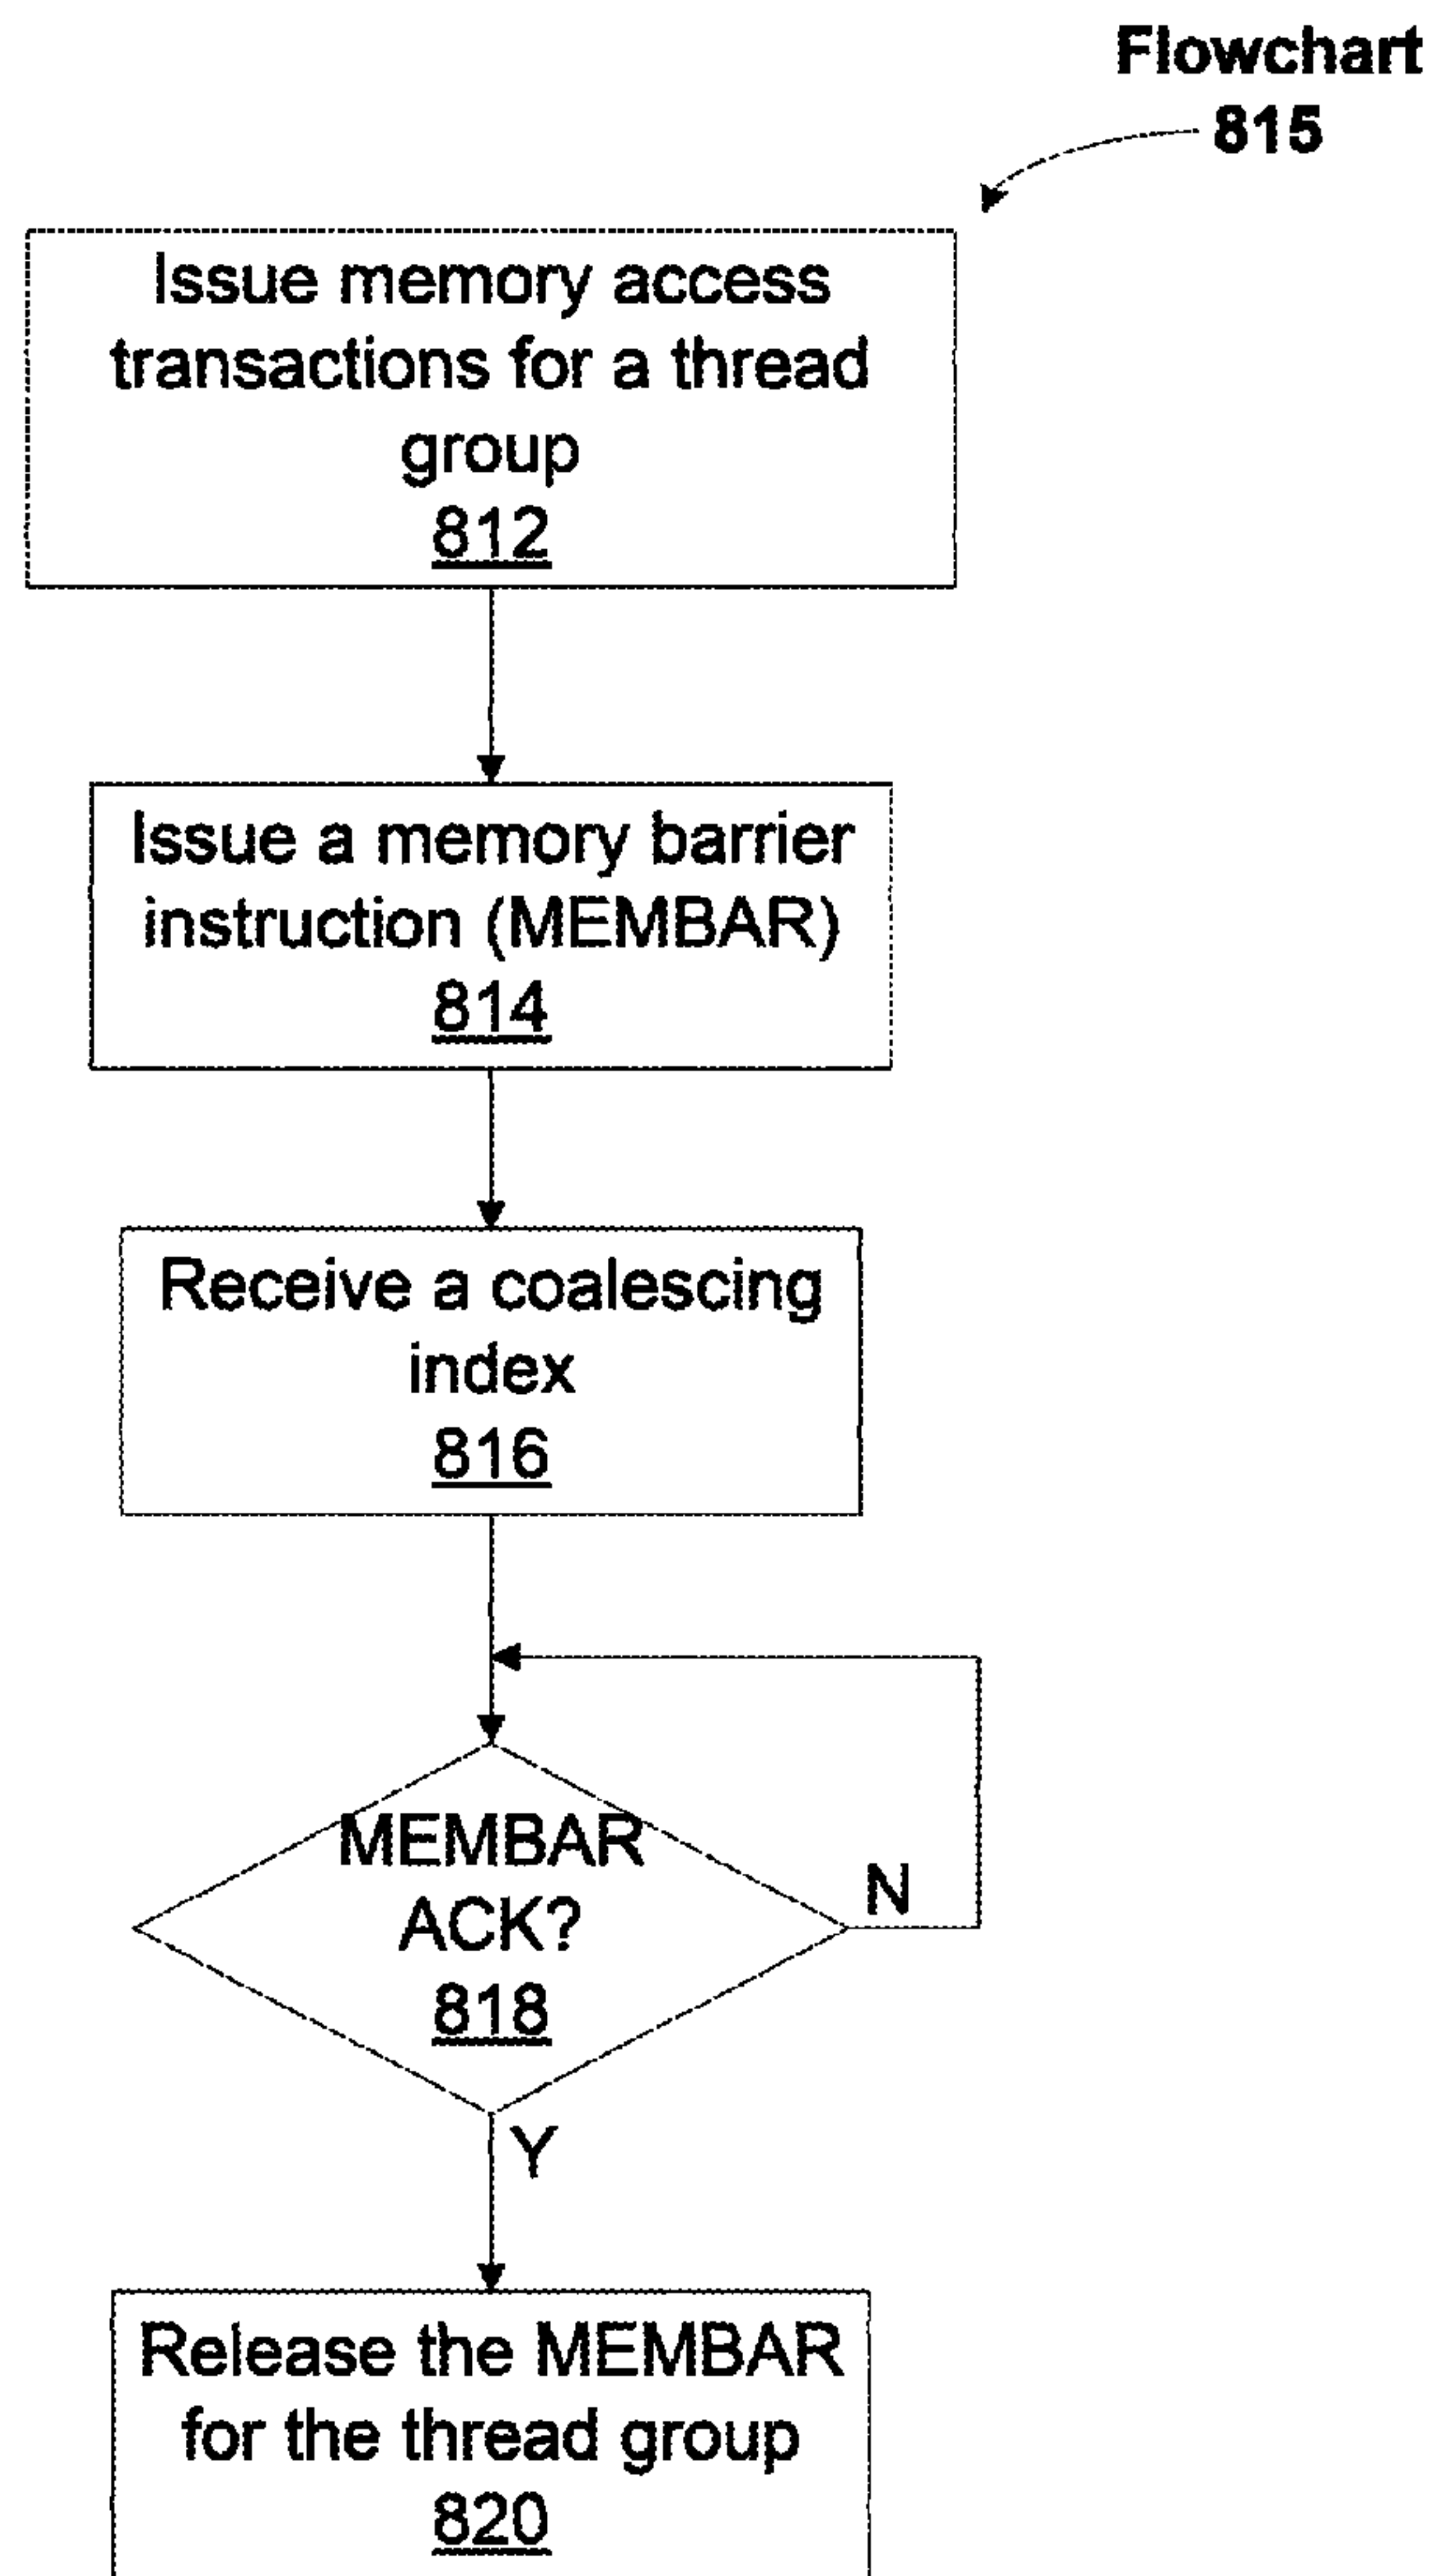 Flowchart
815
Issue memory access
transactions for a thread
group
812
Issue a memory barrier
instruction (MEMBAR)
814
Receive a coalescing
index
816
MEMBAR
ACK?
818
N
Y
Release the MEMBAR
for the thread group
820